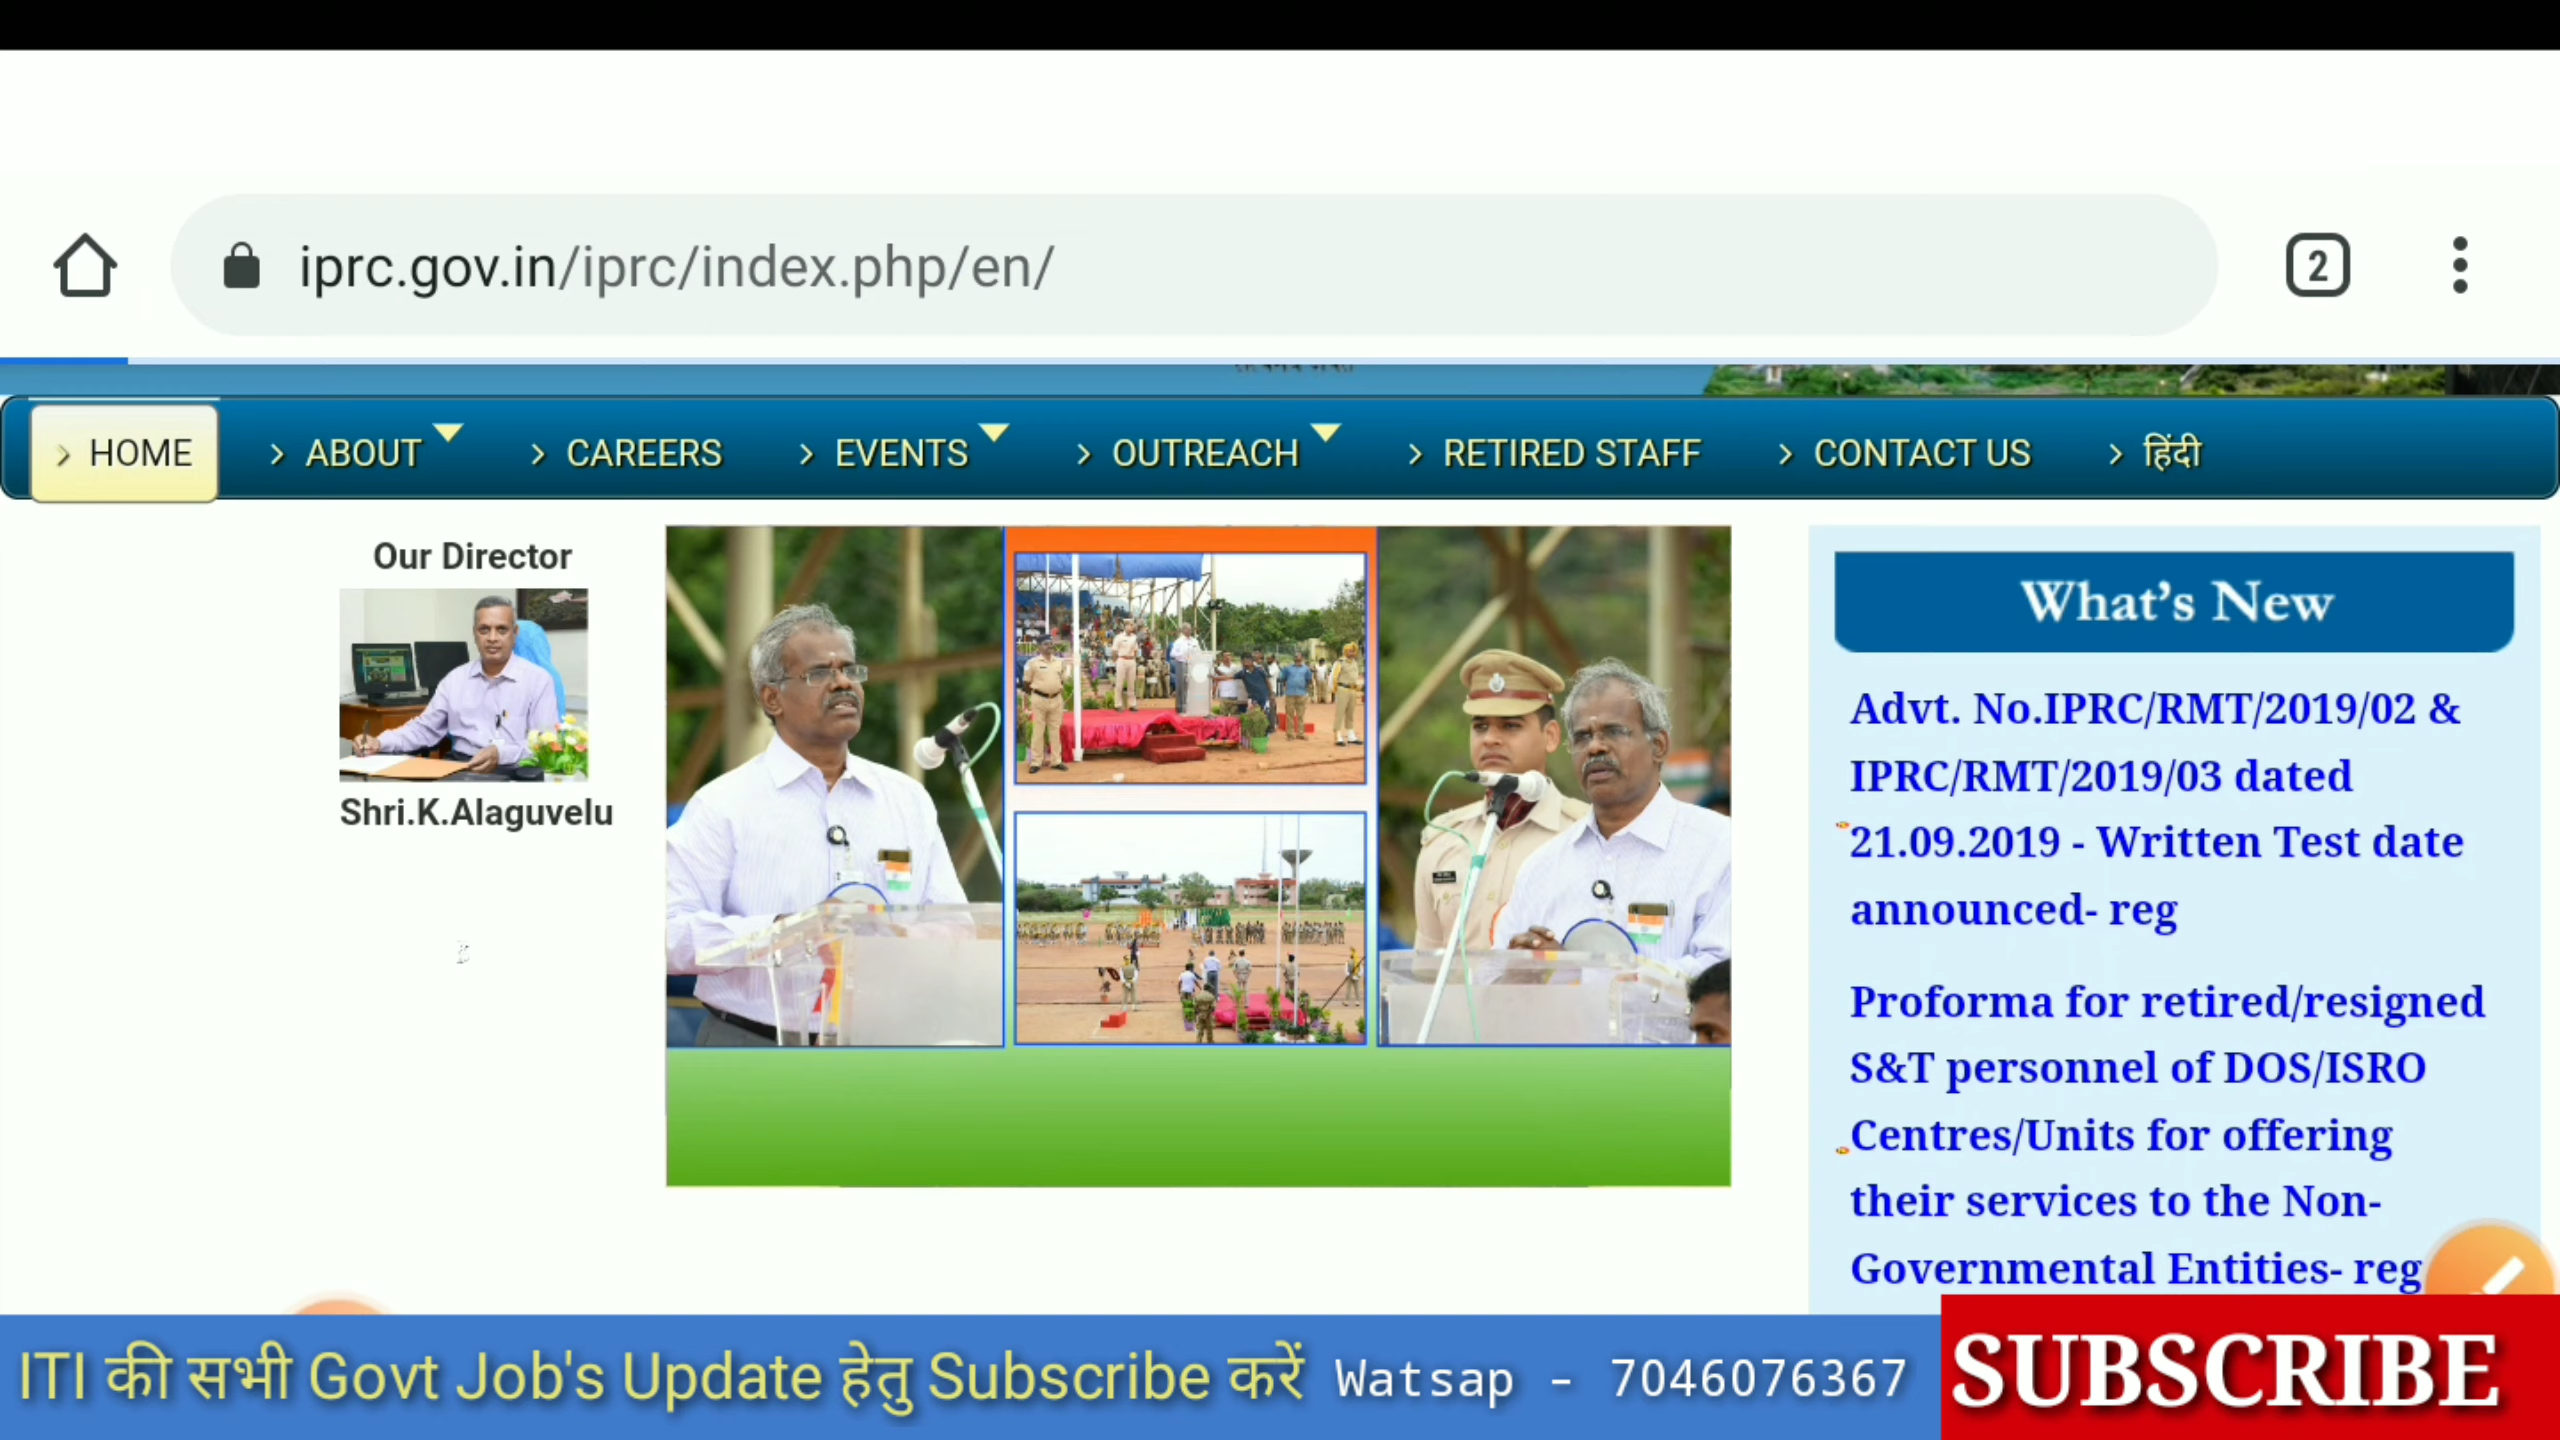 iprc.gov.in/iprc/index.php/en/
2
> HOME > ABOUT > CAREERS > EVENTS > OUTREACH > RETIRED STAFF > CONTACT US > हिंदी
Our Director
Shri.K.Alaguvelu
What's New
Advt. No.IPRC/RMT/2019/02 &
IPRC/RMT/2019/03 dated
21.09.2019 - Written Test date
announced- reg
Proforma for retired/resigned
S&T personnel of DOS/ISRO
Centres/Units for offering
their services to the Non-
Governmental Entities- reg
ITI की सभी Govt Job's Update हेतु Subscribe करें Watsap - 7046076367
SUBSCRIBE